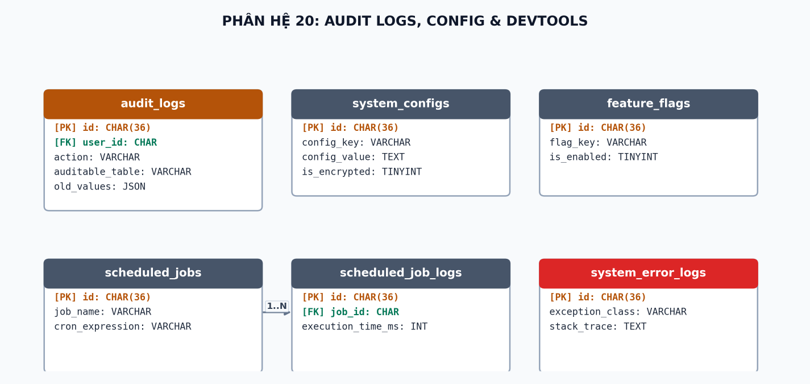 PHÂN HỆ 20: AUDIT LOGS, CONFIG & DEVTOOLS
audit_logs
[PK] id: CHAR(36)
[FK] user_id: CHAR
action: VARCHAR
auditable_table: VARCHAR
old_values: JSON
system_configs
[PK] id: CHAR(36)
config_key: VARCHAR
config_value: TEXT
is_encrypted: TINYINT
feature_flags
[PK] id: CHAR(36)
flag_key: VARCHAR
is_enabled: TINYINT
scheduled_jobs
[PK] id: CHAR(36)
job_name: VARCHAR
cron_expression: VARCHAR
1..N
scheduled_job_logs
[PK] id: CHAR(36)
[FK] job_id: CHAR
execution_time_ms: INT
system_error_logs
[PK] id: CHAR(36)
exception_class: VARCHAR
stack_trace: TEXT